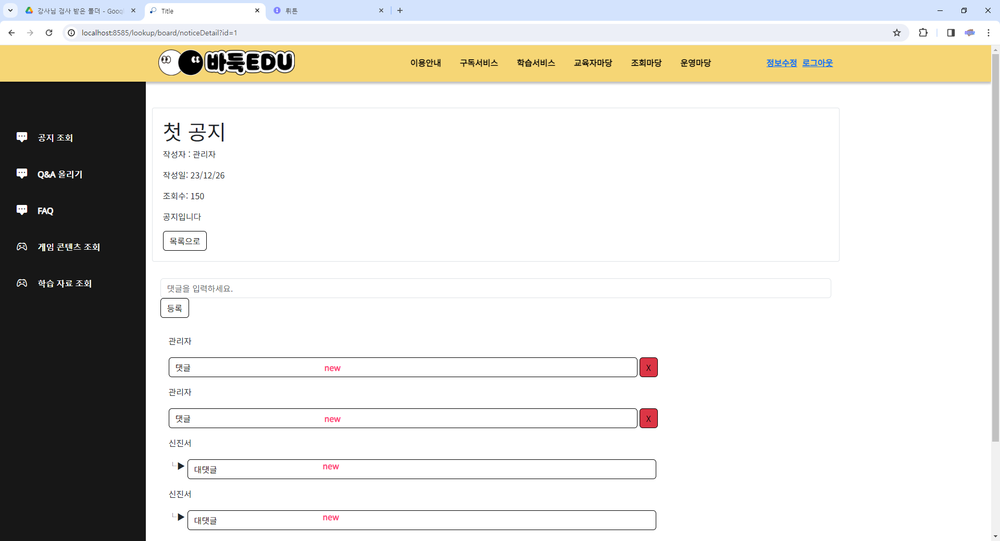 강사님 검사 받은 폴더 - Goog
Title
뤼튼
localhost:8585/lookup/board/noticeDetail?id=1
바둑EDU
이용안내
구독서비스
학습서비스
교육자마당
조회마당
운영마당
정보수정
로그아웃
공지 조회
Q&A 올리기
FAQ
게임 콘텐츠 조회
학습 자료 조회
첫 공지
작성자 : 관리자
작성일: 23/12/26
조회수: 150
공지입니다
목록으로
댓글을 입력하세요.
등록
관리자
댓글 new X
관리자
댓글 new X
신진서
대댓글 new
신진서
대댓글 new